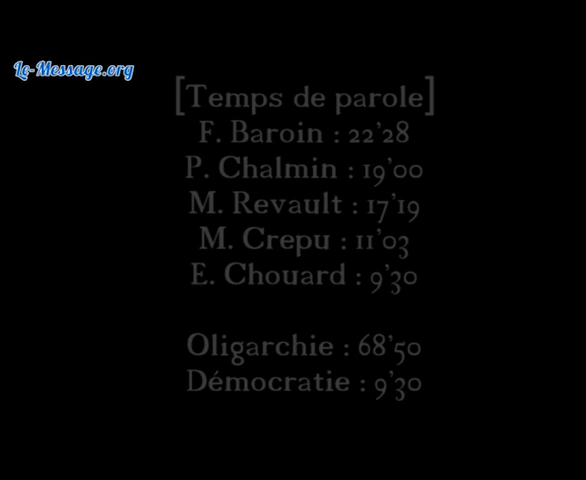 Le-Message.org
[Temps de parole]
F. Baroin : 22'28
P. Chalmin : 19'00
M. Revault : 17'19
M. Crepu : 11'03
E. Chouard : 9'30
Oligarchie : 68'50
Démocratie : 9'30